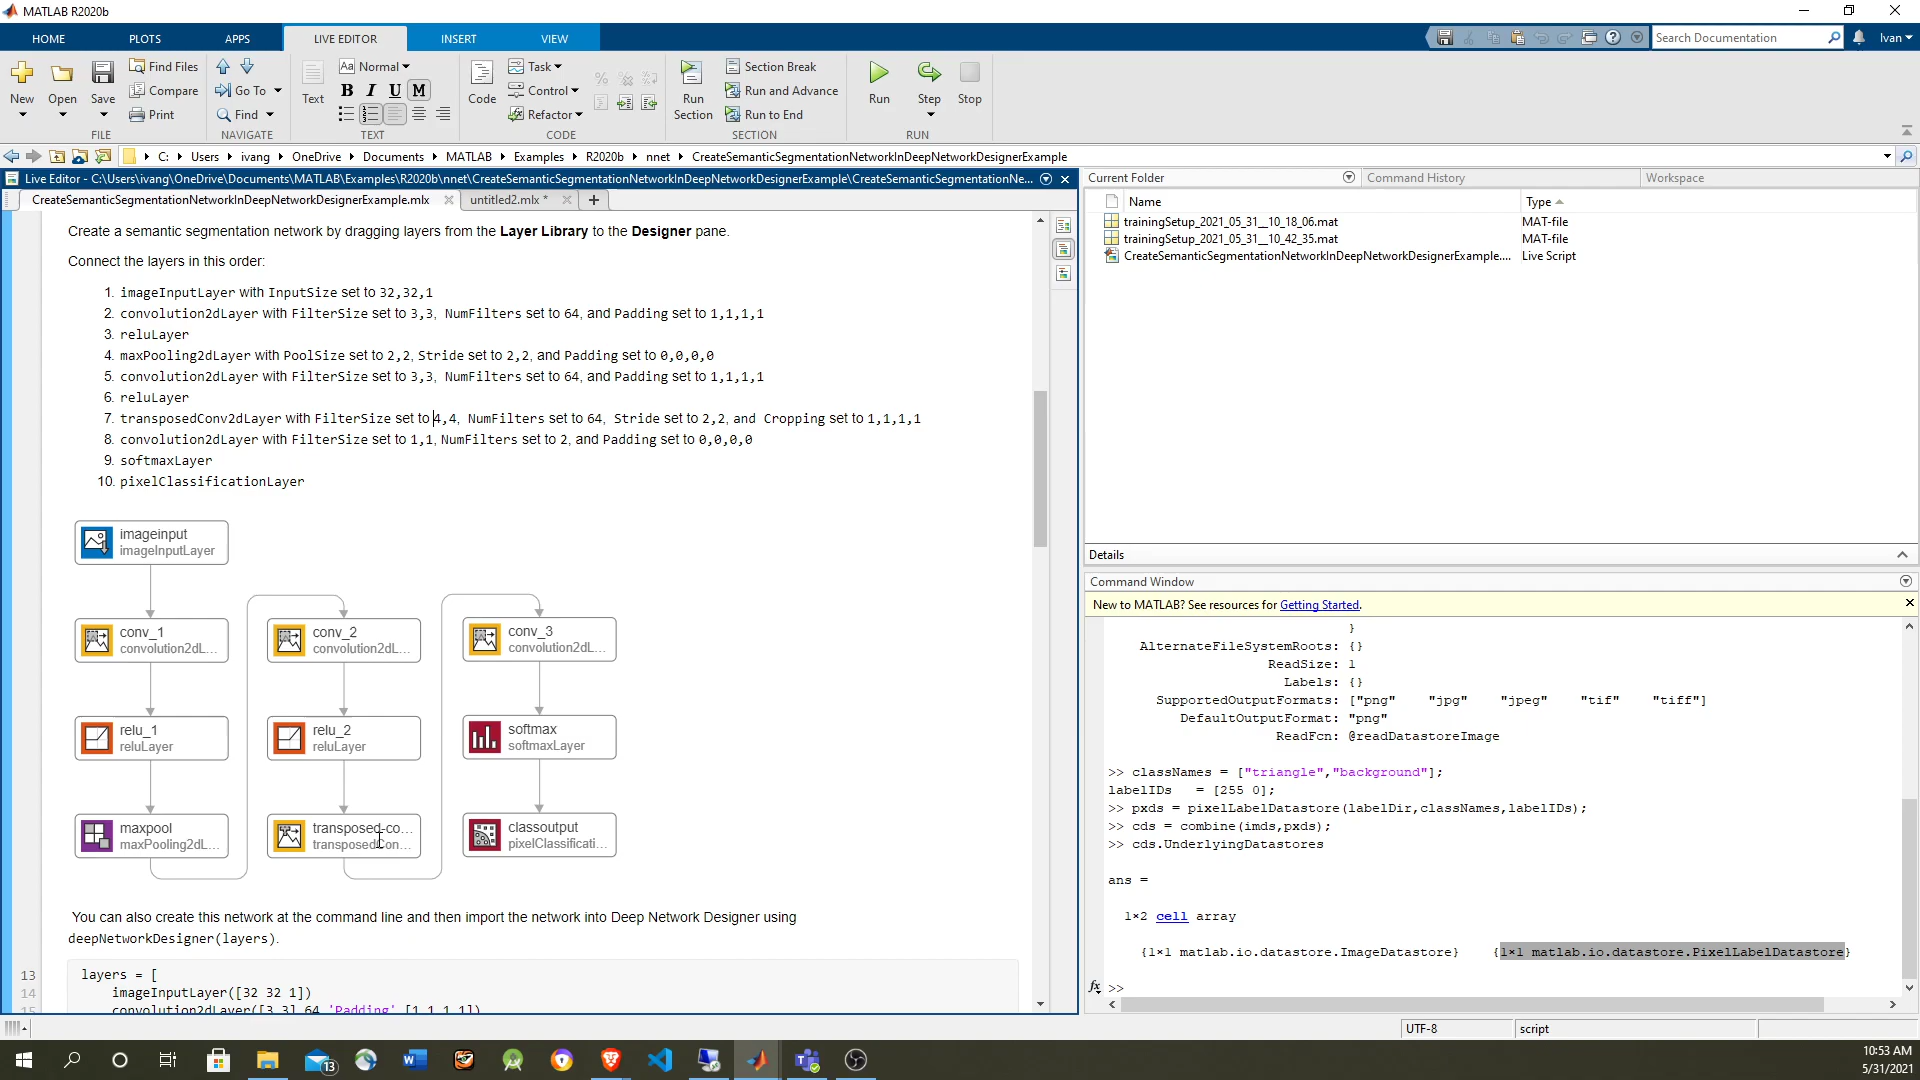 MATLAB R2020b
HOME PLOTS APPS LIVE EDITOR INSERT VIEW
Search Documentation
Ivan
New
Open
Save
Find Files
Compare
Print
FILE
Go To
Find
NAVIGATE
Text
Aa Normal
B I U M
TEXT
Code
Task
Control
Refactor
CODE
Run Section
Section Break
Run and Advance
Run to End
SECTION
Run
Step
Stop
RUN
C: Users ivang OneDrive Documents MATLAB Examples R2020b nnet CreateSemanticSegmentationNetworkInDeepNetworkDesignerExample
Live Editor - C:\Users\ivang\OneDrive\Documents\MATLAB\Examples\R2020b\nnet\CreateSemanticSegmentationNetworkInDeepNetworkDesignerExample\CreateSemanticSegmentationNe...
CreateSemanticSegmentationNetworkInDeepNetworkDesignerExample.mlx untitled2.mlx *
Create a semantic segmentation network by dragging layers from the Layer Library to the Designer pane.
Connect the layers in this order:
1. imageInputLayer with InputSize set to 32,32,1
2. convolution2dLayer with FilterSize set to 3,3, NumFilters set to 64, and Padding set to 1,1,1,1
3. reluLayer
4. maxPooling2dLayer with PoolSize set to 2,2, Stride set to 2,2, and Padding set to 0,0,0,0
5. convolution2dLayer with FilterSize set to 3,3, NumFilters set to 64, and Padding set to 1,1,1,1
6. reluLayer
7. transposedConv2dLayer with FilterSize set to 4,4, NumFilters set to 64, Stride set to 2,2, and Cropping set to 1,1,1,1
8. convolution2dLayer with FilterSize set to 1,1, NumFilters set to 2, and Padding set to 0,0,0,0
9. softmaxLayer
10. pixelClassificationLayer
imageinput
imageInputLayer
conv_1
convolution2dL...
relu_1
reluLayer
maxpool
maxPooling2dL...
conv_2
convolution2dL...
relu_2
reluLayer
transposed-co...
transposedCon...
conv_3
convolution2dL...
softmax
softmaxLayer
classoutput
pixelClassificati...
You can also create this network at the command line and then import the network into Deep Network Designer using
deepNetworkDesigner(layers).
13 layers = [
14 imageInputLayer([32 32 1])
15 convolution2dLayer([3 3],64,'Padding',[1,1,1,1])
Current Folder
Command History
Workspace
Name Type
trainingSetup_2021_05_31__10_18_06.mat MAT-file
trainingSetup_2021_05_31__10_42_35.mat MAT-file
CreateSemanticSegmentationNetworkInDeepNetworkDesignerExample.... Live Script
Details
Command Window
New to MATLAB? See resources for Getting Started.
}
AlternateFileSystemRoots: {}
ReadSize: 1
Labels: {}
SupportedOutputFormats: ["png" "jpg" "jpeg" "tif" "tiff"]
DefaultOutputFormat: "png"
ReadFcn: @readDatastoreImage
>> classNames = ["triangle","background"];
labelIDs = [255 0];
>> pxds = pixelLabelDatastore(labelDir,classNames,labelIDs);
>> cds = combine(imds,pxds);
>> cds.UnderlyingDatastores
ans =
1×2 cell array
{1×1 matlab.io.datastore.ImageDatastore} {1×1 matlab.io.datastore.PixelLabelDatastore}
fx >>
UTF-8
script
13
10:53 AM
5/31/2021